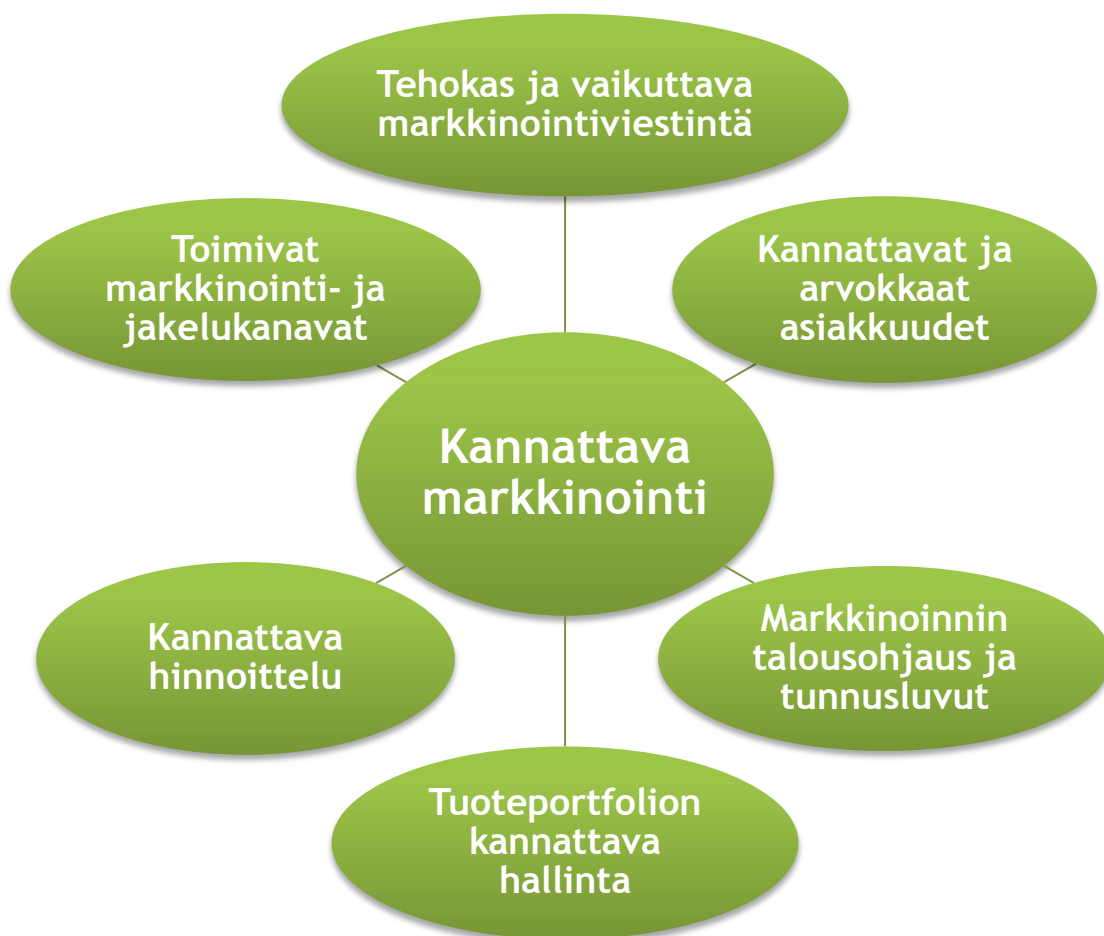 Tehokas ja vaikuttava
markkinointiviestintä
Toimivat
markkinointi- ja
jakelukanavat
Kannattavat ja
arvokkaat
asiakkuudet
Kannattava
markkinointi
Kannattava
hinnoittelu
Markkinoinnin
talousohjaus ja
tunnusluvut
Tuoteportfolion
kannattava
hallinta